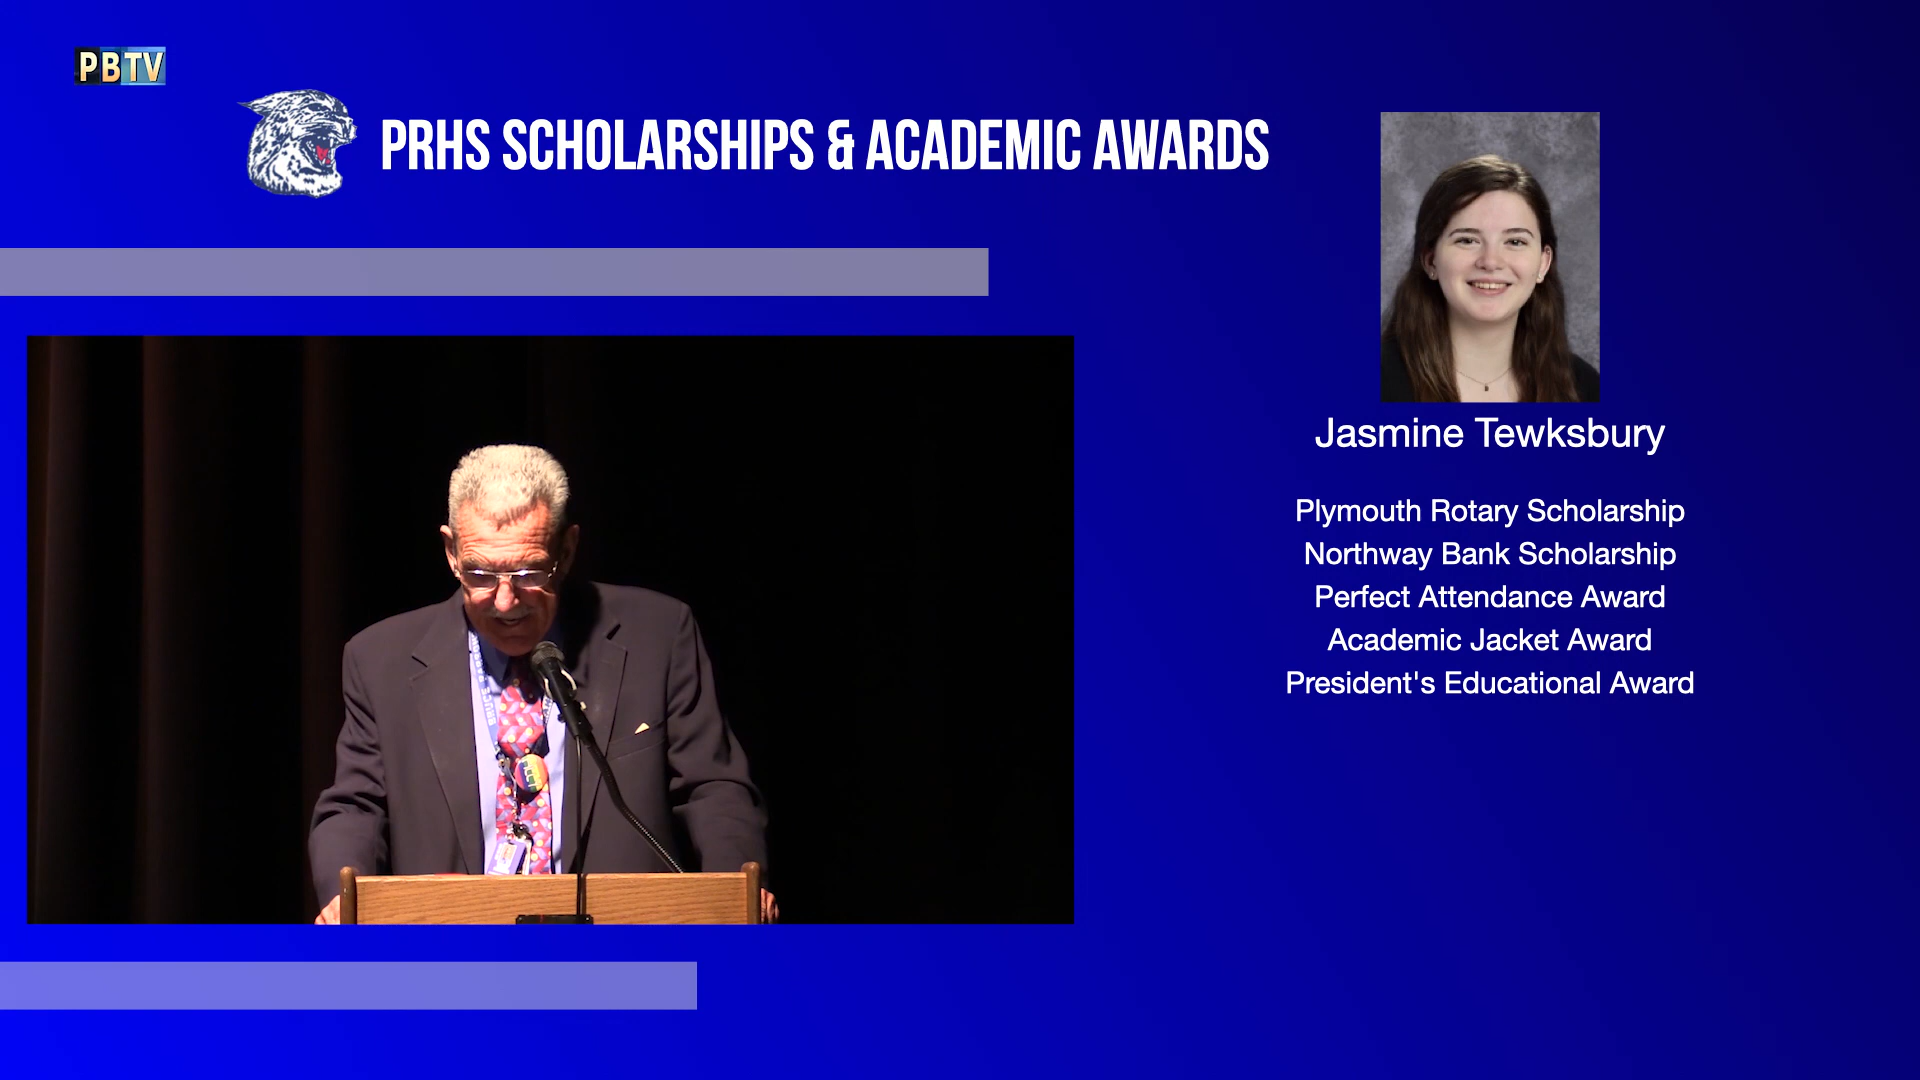 PBTV
PRHS SCHOLARSHIPS & ACADEMIC AWARDS
Jasmine Tewksbury
Plymouth Rotary Scholarship
Northway Bank Scholarship
Perfect Attendance Award
Academic Jacket Award
President's Educational Award